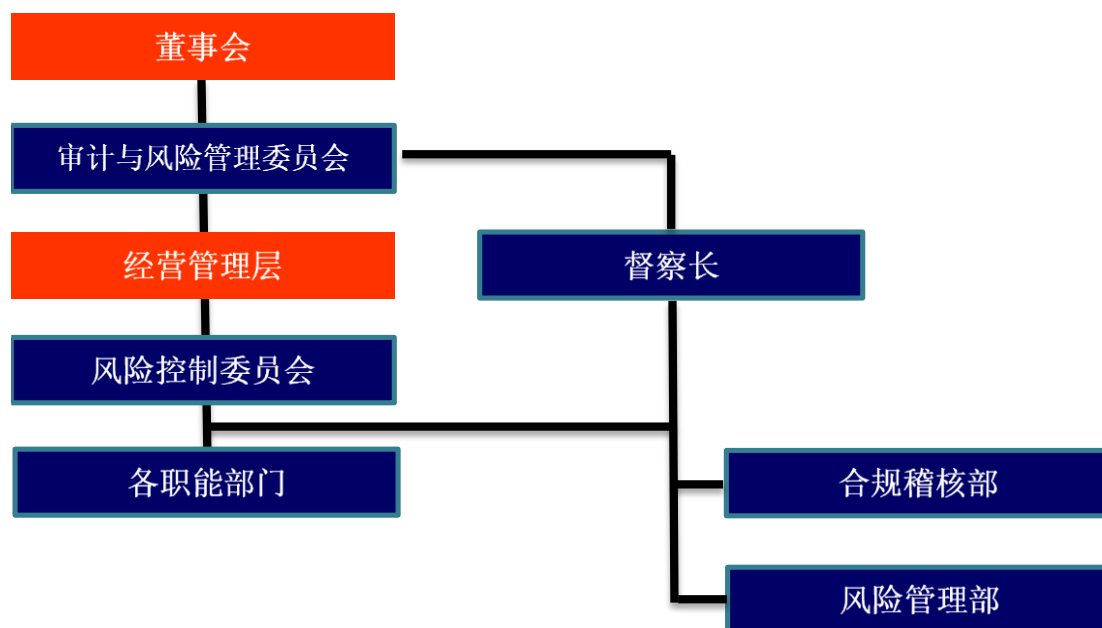 董事会
审计与风险管理委员会
经营管理层
督察长
风险控制委员会
各职能部门
合规稽核部
风险管理部